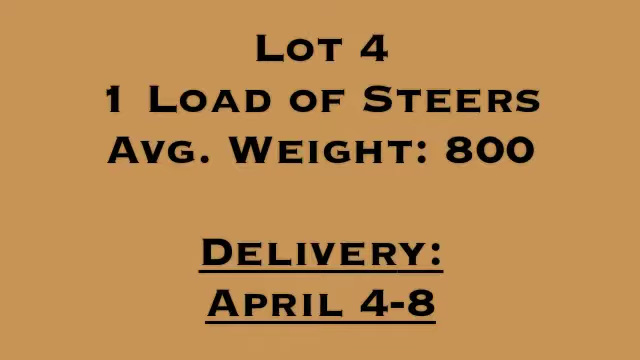 Lot 4
1 Load of Steers
Avg. Weight: 800
Delivery:
April 4-8